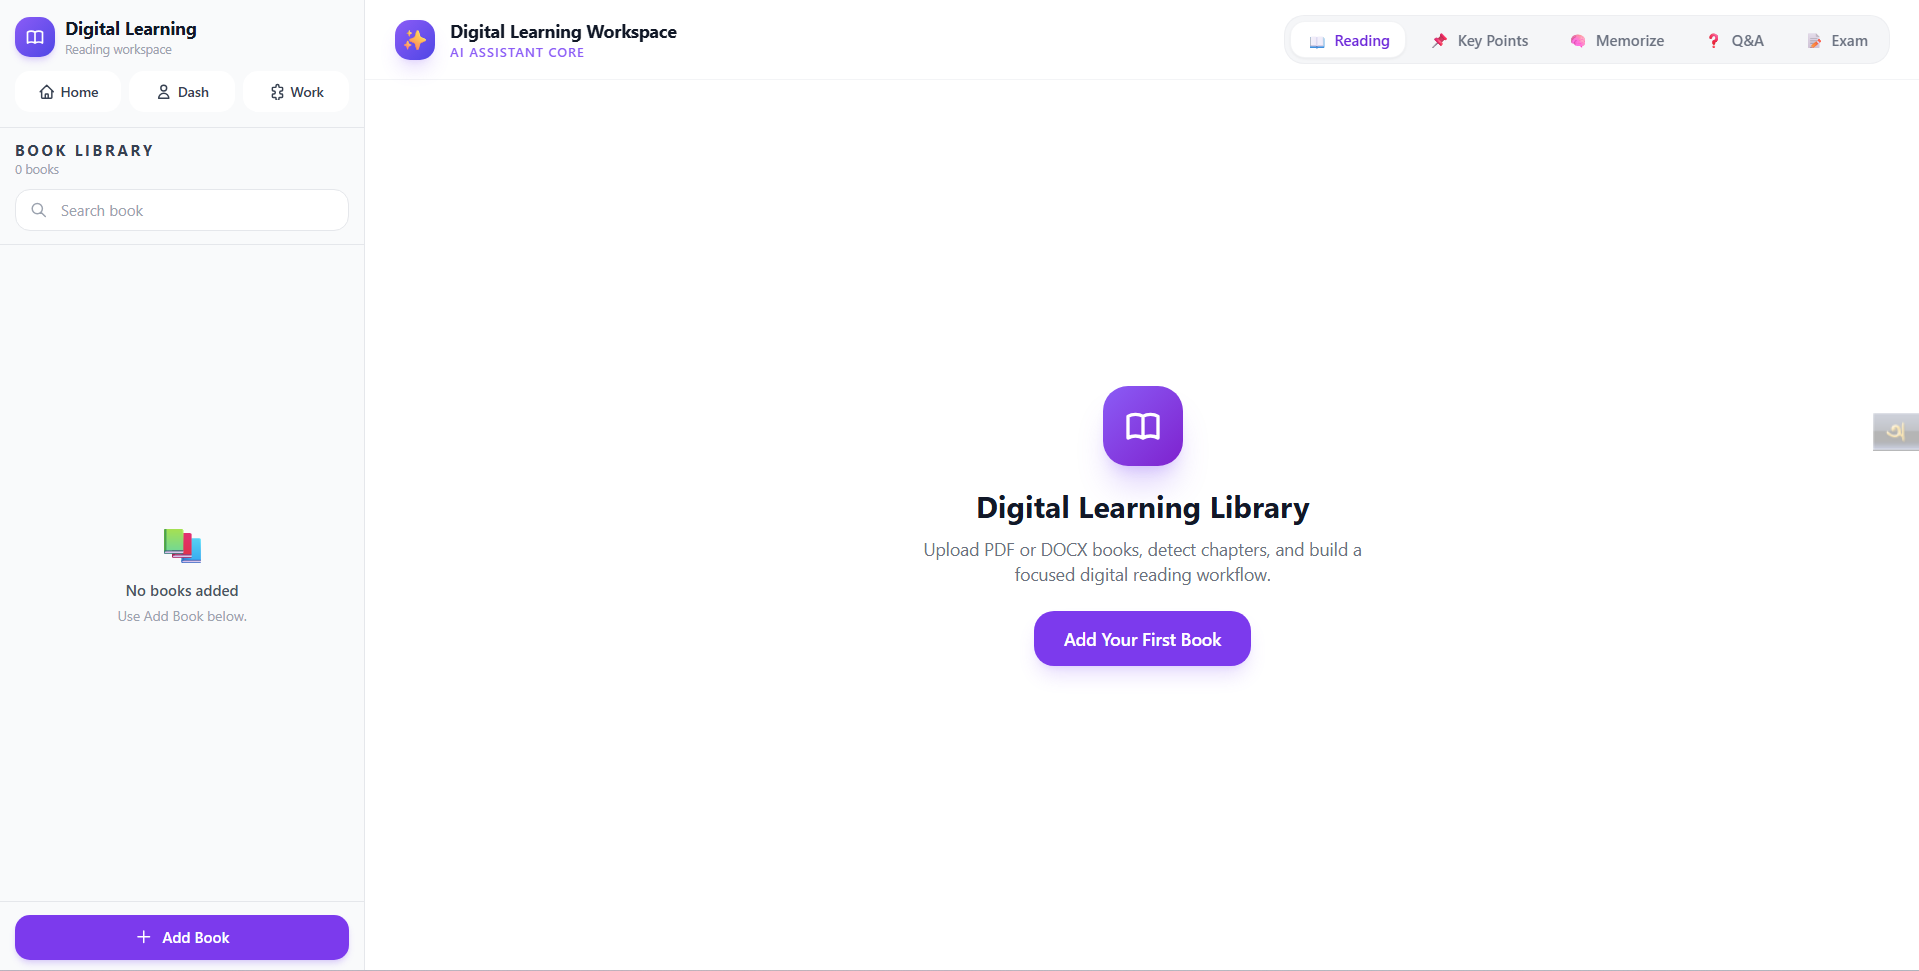 Digital Learning
Reading workspace
Home
Dash
Work
BOOK LIBRARY
0 books
Search book
No books added
Use Add Book below.
Add Book
Digital Learning Workspace
AI ASSISTANT CORE
Reading
Key Points
Memorize
Q&A
Exam
Digital Learning Library
Upload PDF or DOCX books, detect chapters, and build a
focused digital reading workflow.
Add Your First Book